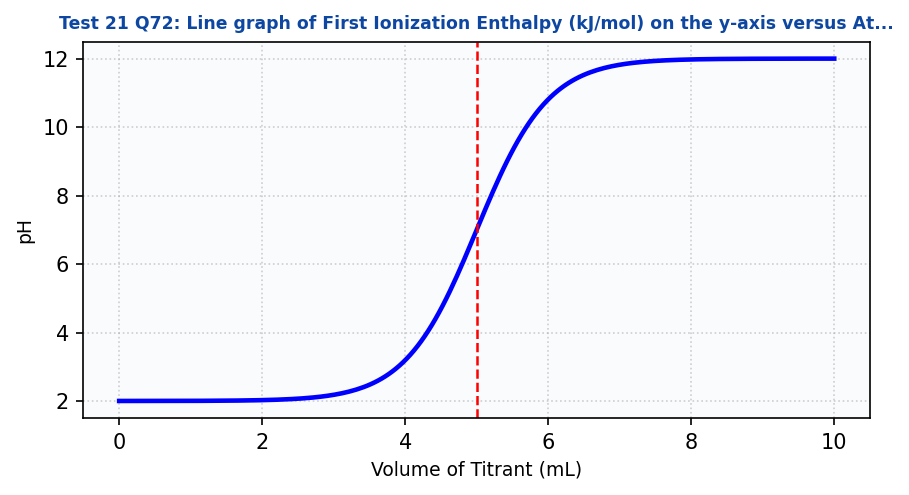 Test 21 Q72: Line graph of First Ionization Enthalpy (kJ/mol) on the y-axis versus At...
12
10
8
6
4
2
pH
0 2 4 6 8 10
Volume of Titrant (mL)